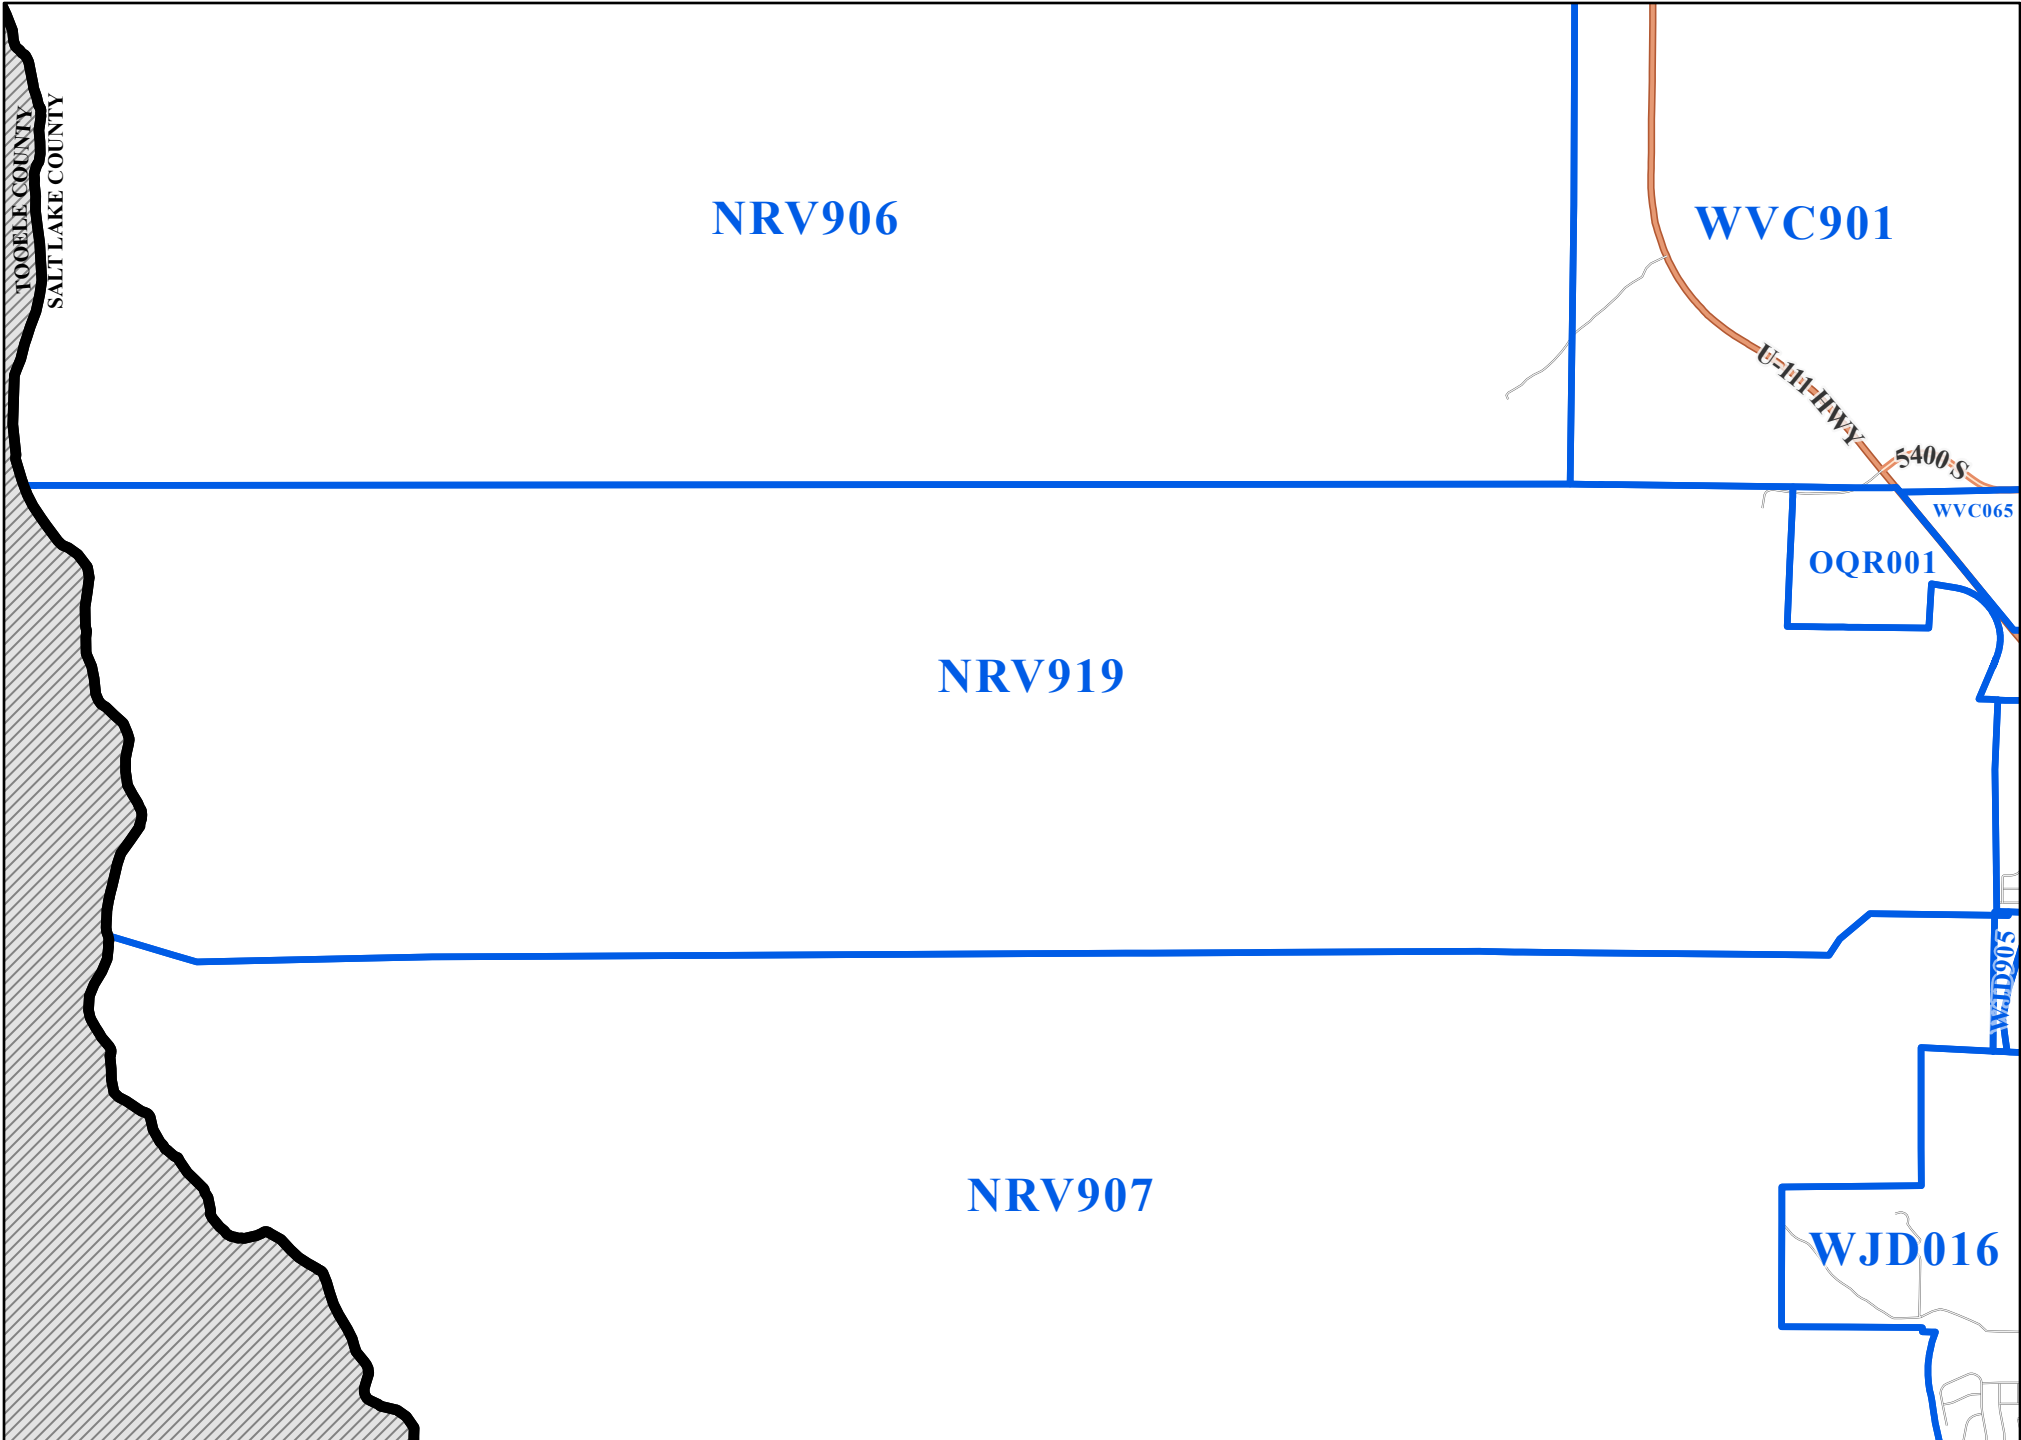 TOOELE COUNTY
SALT LAKE COUNTY
NRV906
WVC901
U-111 HWY
5400 S
WVC065
OQR001
NRV919
WJD905
NRV907
WJD016